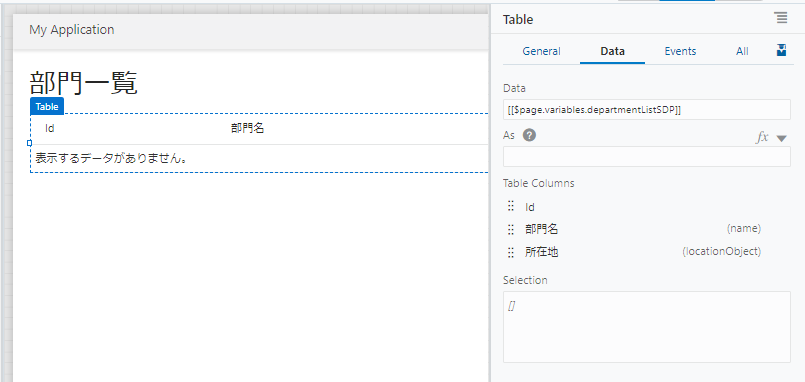 My Application
部門一覧
Table
Id 部門名
表示するデータがありません。
Table
General Data Events All
Data
[[$page.variables.departmentListSDP]]
As ? fx
Table Columns
Id
部門名 (name)
所在地 (locationObject)
Selection
[]